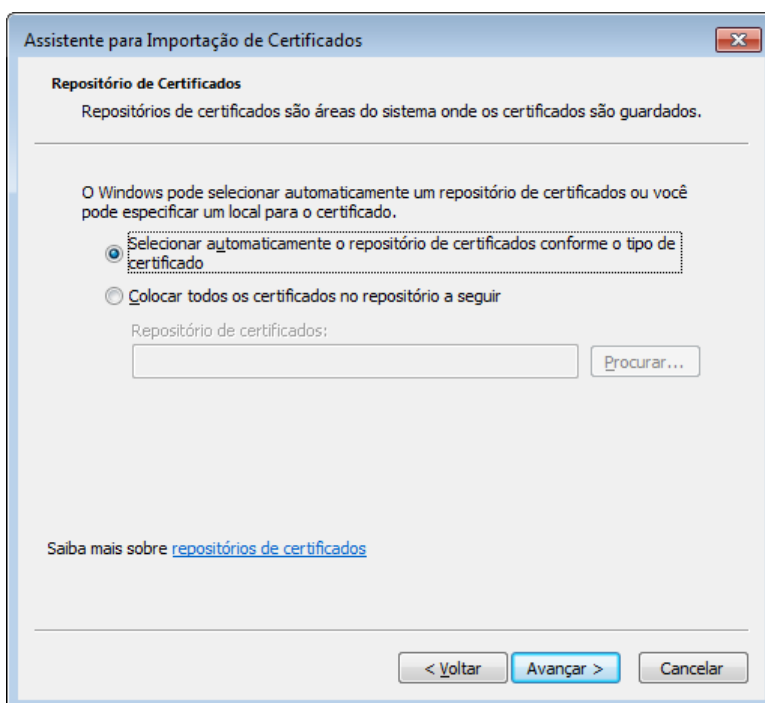 Assistente para Importação de Certificados
Repositório de Certificados
Repositórios de certificados são áreas do sistema onde os certificados são guardados.
O Windows pode selecionar automaticamente um repositório de certificados ou você
pode especificar um local para o certificado.
Selecionar automaticamente o repositório de certificados conforme o tipo de
certificado
Colocar todos os certificados no repositório a seguir
Repositório de certificados:
Procurar...
Saiba mais sobre repositórios de certificados
< Voltar Avançar > Cancelar